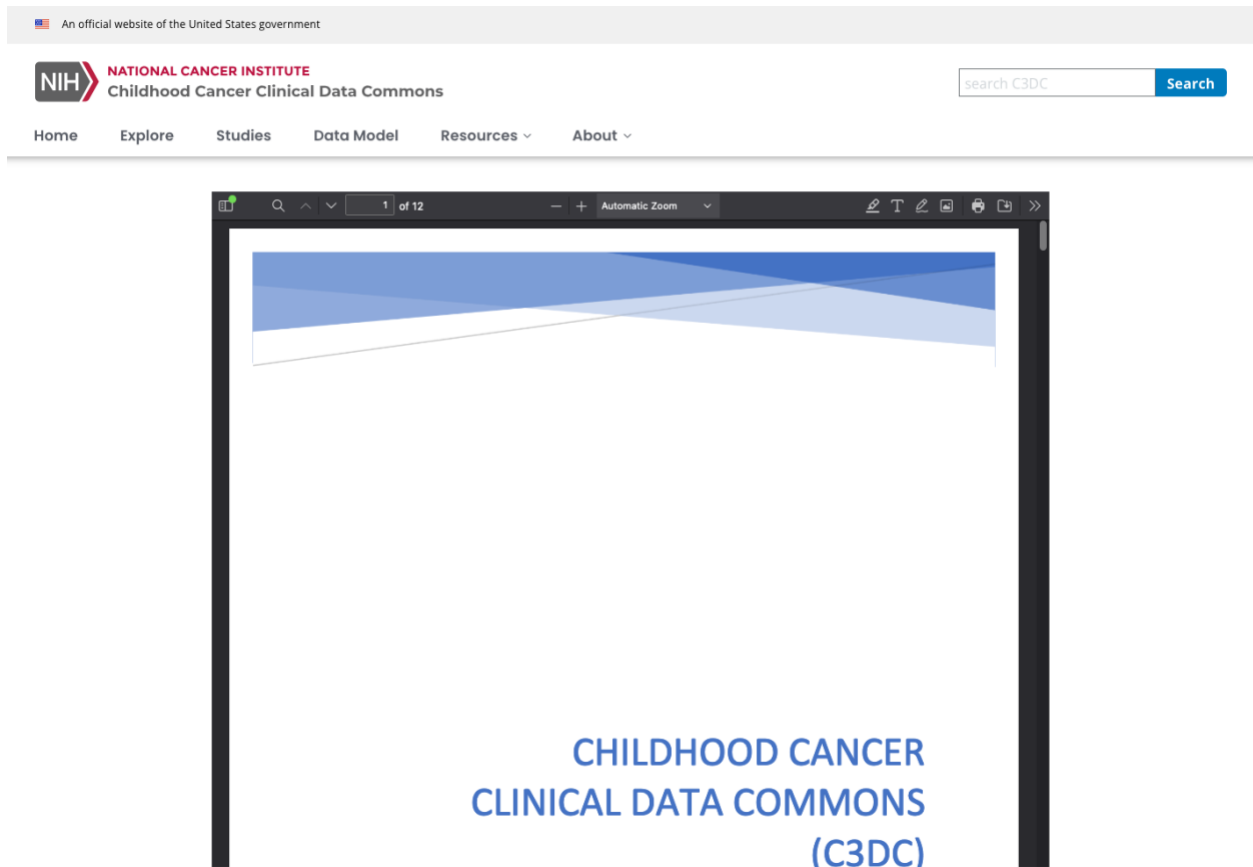 An official website of the United States government
NIH
NATIONAL CANCER INSTITUTE
Childhood Cancer Clinical Data Commons
search C3DC
Search
Home Explore Studies Data Model Resources About
1 of 12 Automatic Zoom
CHILDHOOD CANCER
CLINICAL DATA COMMONS
(C3DC)